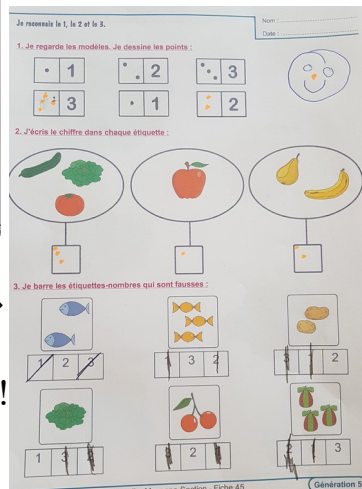 Je reconnais le 1, le 2 et le 3.
Nom :
Date :
1. Je regarde les modèles. Je dessine les points :
1 2 3
3 1 2
2. J'écris le chiffre dans chaque étiquette :
3. Je barre les étiquettes-nombres qui sont fausses :
1 2 3 1 3 2 3 1 2
1 3 2 3 2 2 1 3
Section - Fiche 45
Génération 5
!